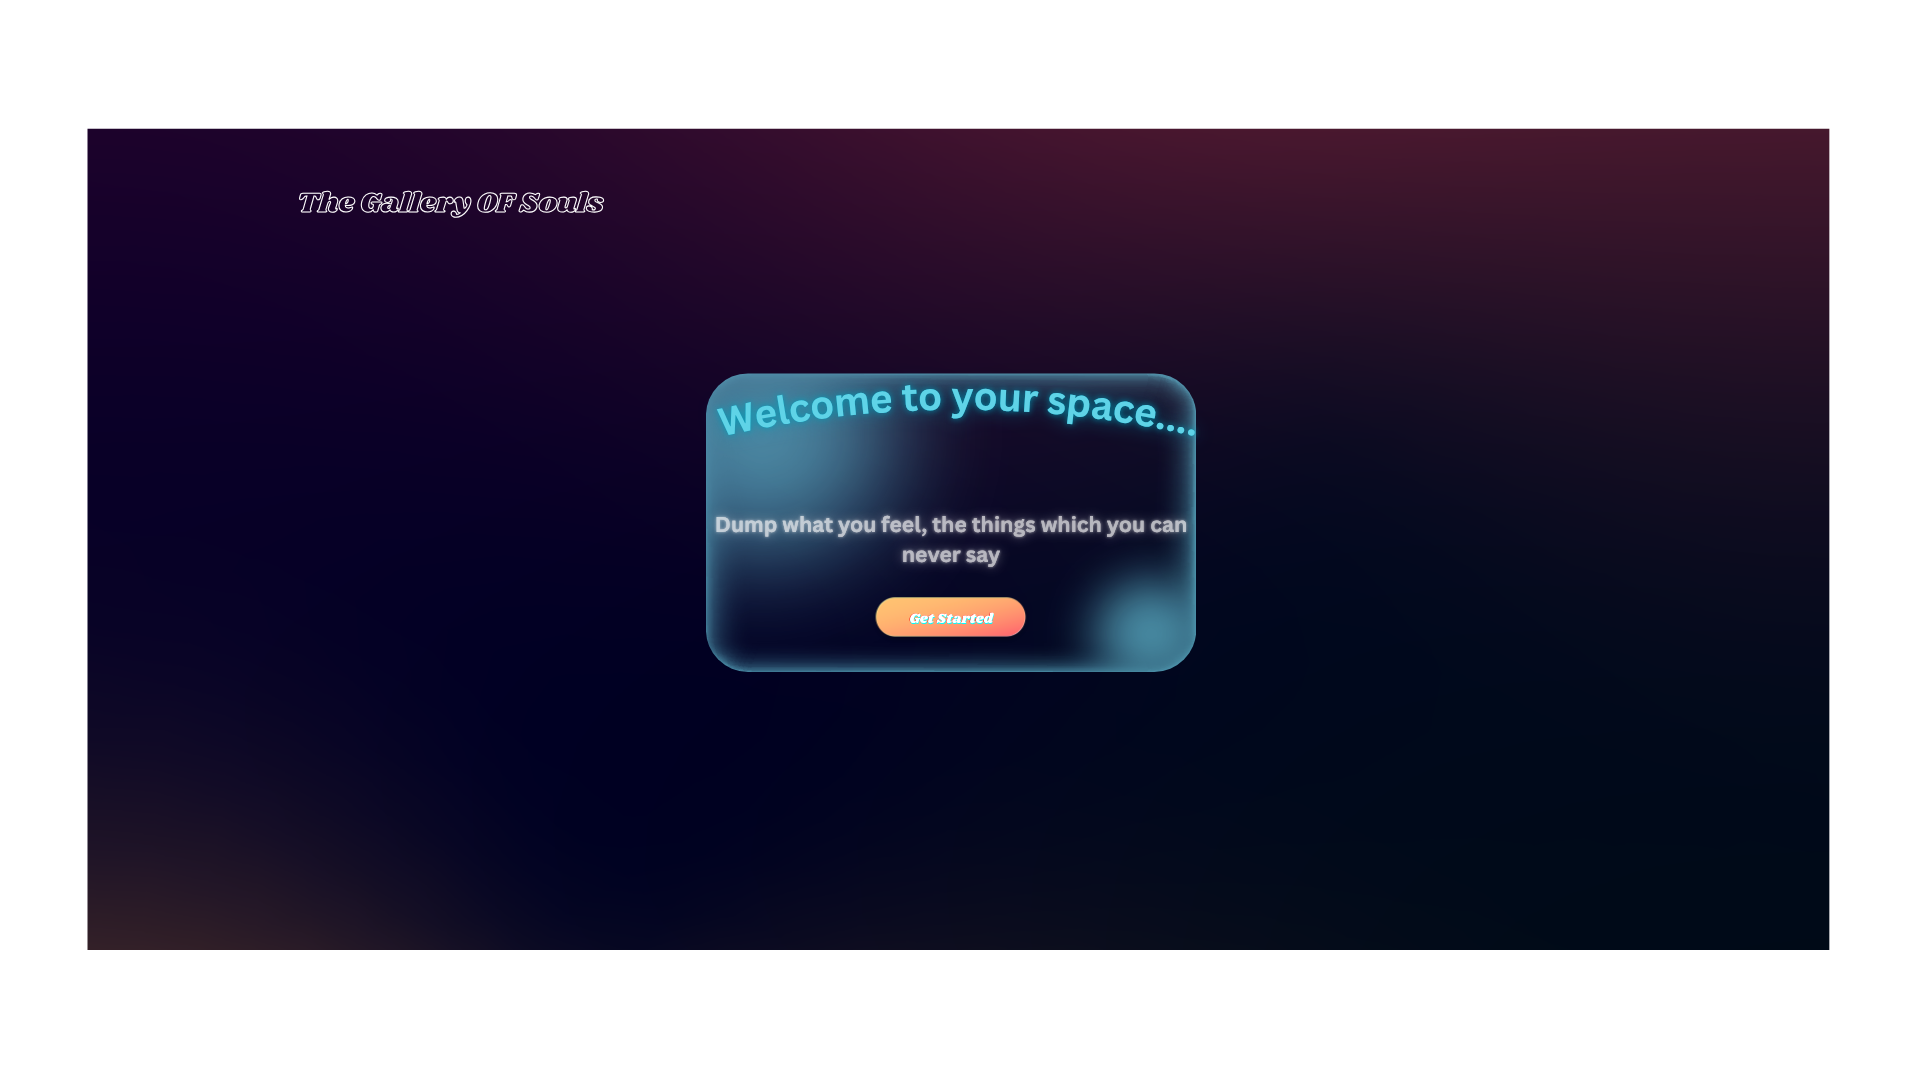 The Gallery OF Souls
Welcome to your space....
Dump what you feel, the things which you can
never say
Get Started